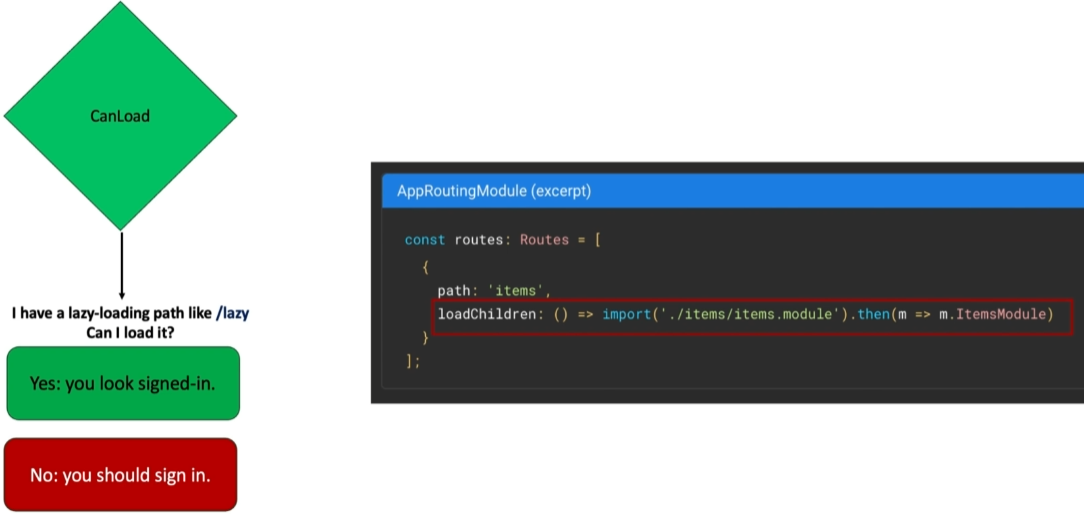 CanLoad
I have a lazy-loading path like /lazy
Can I load it?
Yes: you look signed-in.
No: you should sign in.
AppRoutingModule (excerpt)
const routes: Routes = [
{
path: 'items',
loadChildren: () => import('./items/items.module').then(m => m.ItemsModule)
}
];